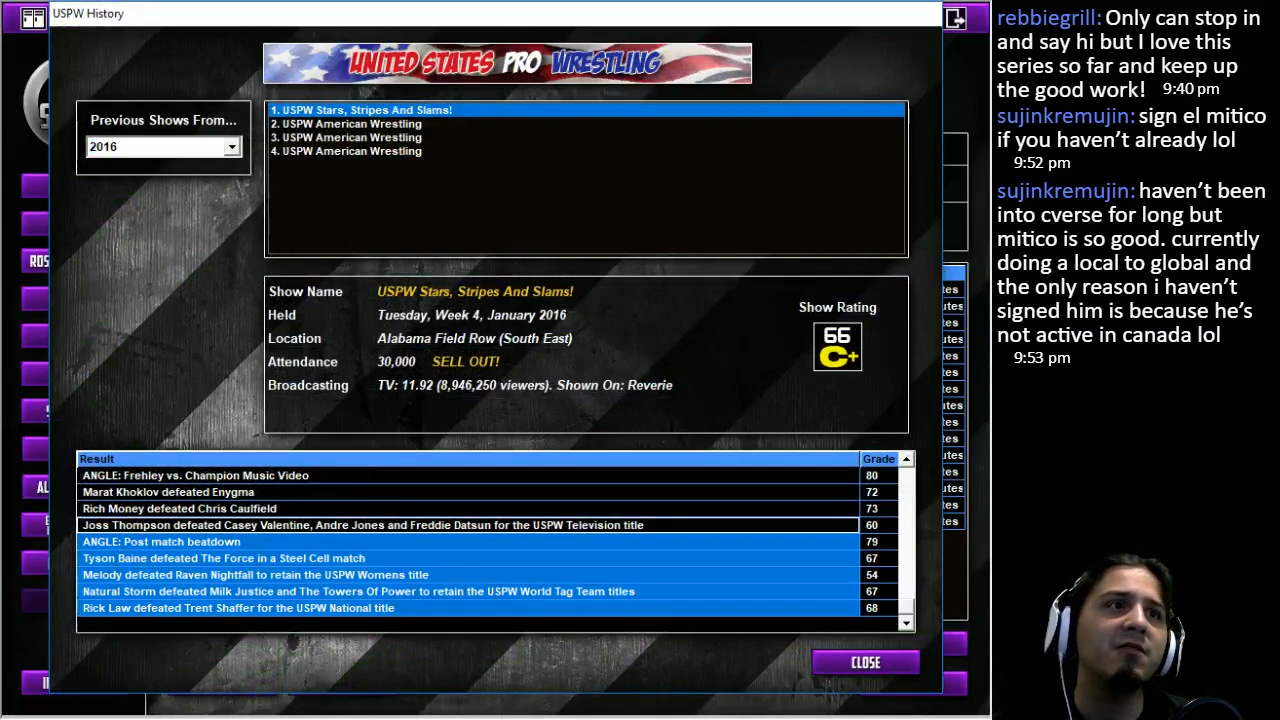 USPW History
UNITED STATES PRO WRESTLING
Previous Shows From...
2016
1. USPW Stars, Stripes And Slams!
2. USPW American Wrestling
3. USPW American Wrestling
4. USPW American Wrestling
Show Name USPW Stars, Stripes And Slams!
Held Tuesday, Week 4, January 2016
Location Alabama Field Row (South East)
Attendance 30,000 SELL OUT!
Broadcasting TV: 11.92 (8,946,250 viewers). Shown On: Reverie
Show Rating
66
C+
Result Grade
ANGLE: Frehley vs. Champion Music Video 80
Marat Khoklov defeated Enygma 72
Rich Money defeated Chris Caulfield 73
Joss Thompson defeated Casey Valentine, Andre Jones and Freddie Datsun for the USPW Television title 60
ANGLE: Post match beatdown 79
Tyson Baine defeated The Force in a Steel Cell match 67
Melody defeated Raven Nightfall to retain the USPW Womens title 54
Natural Storm defeated Milk Justice and The Towers Of Power to retain the USPW World Tag Team titles 67
Rick Law defeated Trent Shaffer for the USPW National title 68
CLOSE
ROS
AL
rebbiegrill: Only can stop in
and say hi but I love this
series so far and keep up
the good work! 9:40 pm
sujinkremujin: sign el mitico
if you haven't already lol
9:52 pm
sujinkremujin: haven't been
into cverse for long but
mitico is so good. currently
doing a local to global and
the only reason i haven't
signed him is because he's
not active in canada lol
9:53 pm